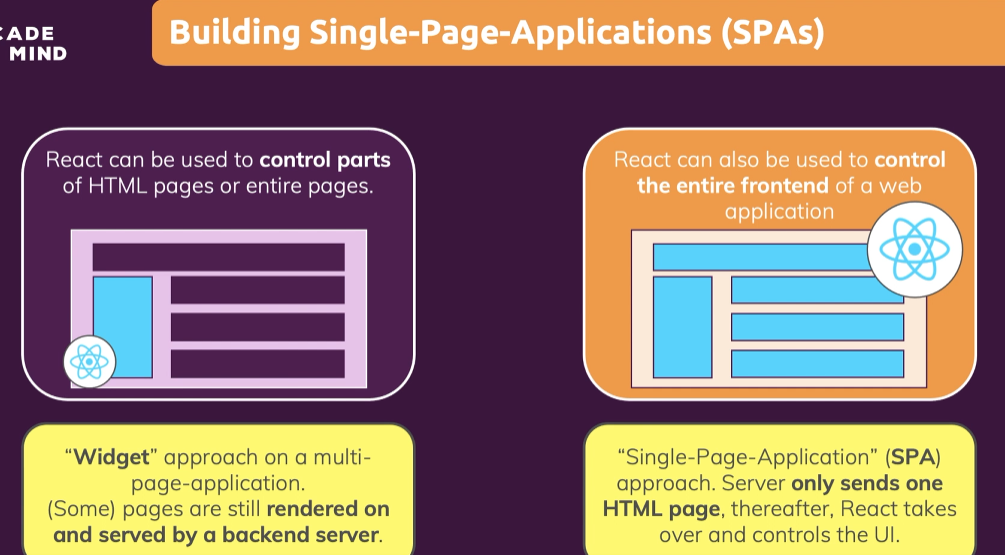 CADE
MIND
Building Single-Page-Applications (SPAs)
React can be used to control parts
of HTML pages or entire pages.
“Widget” approach on a multi-
page-application.
(Some) pages are still rendered on
and served by a backend server.
React can also be used to control
the entire frontend of a web
application
“Single-Page-Application” (SPA)
approach. Server only sends one
HTML page, thereafter, React takes
over and controls the UI.